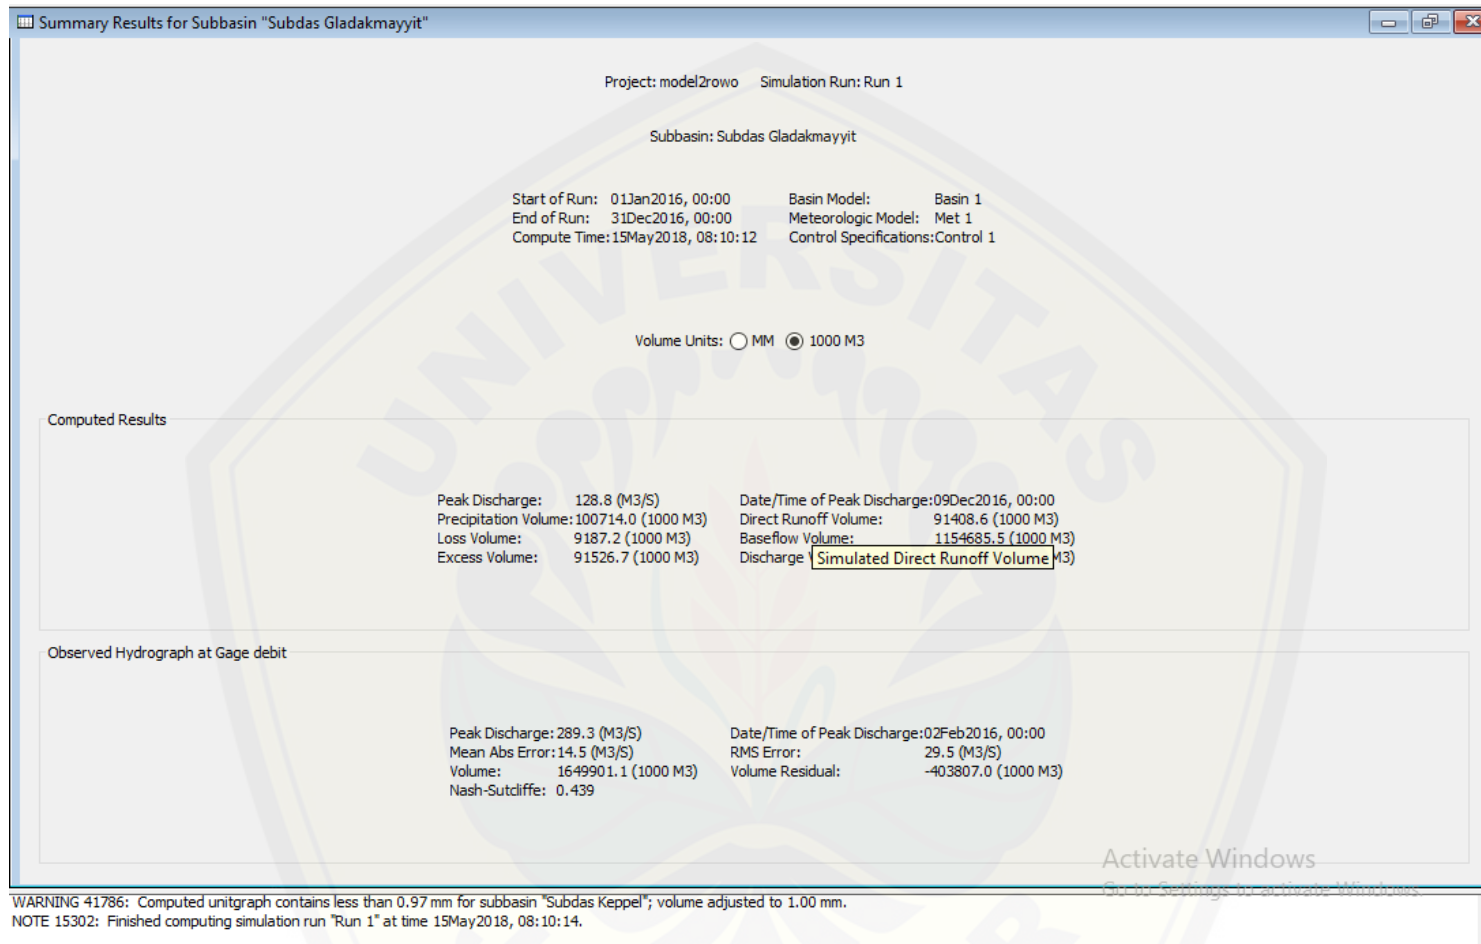 Summary Results for Subbasin "Subdas Gladakmayyit"
Project: model2rowo Simulation Run: Run 1
Subbasin: Subdas Gladakmayyit
Start of Run: 01Jan2016, 00:00 Basin Model: Basin 1
End of Run: 31Dec2016, 00:00 Meteorologic Model: Met 1
Compute Time:15May2018, 08:10:12 Control Specifications:Control 1
Volume Units: MM 1000 M3
Computed Results
Peak Discharge: 128.8 (M3/S) Date/Time of Peak Discharge:09Dec2016, 00:00
Precipitation Volume:100714.0 (1000 M3) Direct Runoff Volume: 91408.6 (1000 M3)
Loss Volume: 9187.2 (1000 M3) Baseflow Volume: 1154685.5 (1000 M3)
Excess Volume: 91526.7 (1000 M3) Discharge Simulated Direct Runoff Volume M3)
Observed Hydrograph at Gage debit
Peak Discharge:289.3 (M3/S) Date/Time of Peak Discharge:02Feb2016, 00:00
Mean Abs Error:14.5 (M3/S) RMS Error: 29.5 (M3/S)
Volume: 1649901.1 (1000 M3) Volume Residual: -403807.0 (1000 M3)
Nash-Sutcliffe: 0.439
Activate Windows
Go to Settings to activate Windows.
WARNING 41786: Computed unitgraph contains less than 0.97 mm for subbasin "Subdas Keppel"; volume adjusted to 1.00 mm.
NOTE 15302: Finished computing simulation run "Run 1" at time 15May2018, 08:10:14.
UNIVERSITAS